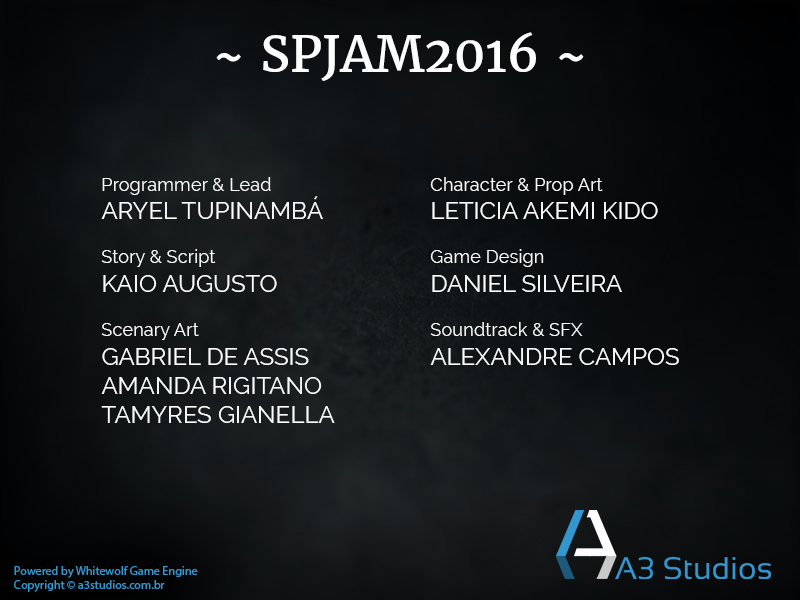 ~ SPJAM2016 ~
Programmer & Lead
ARYEL TUPINAMBÁ
Story & Script
KAIO AUGUSTO
Scenary Art
GABRIEL DE ASSIS
AMANDA RIGITANO
TAMYRES GIANELLA
Character & Prop Art
LETICIA AKEMI KIDO
Game Design
DANIEL SILVEIRA
Soundtrack & SFX
ALEXANDRE CAMPOS
Powered by Whitewolf Game Engine
Copyright © a3studios.com.br
A3 Studios